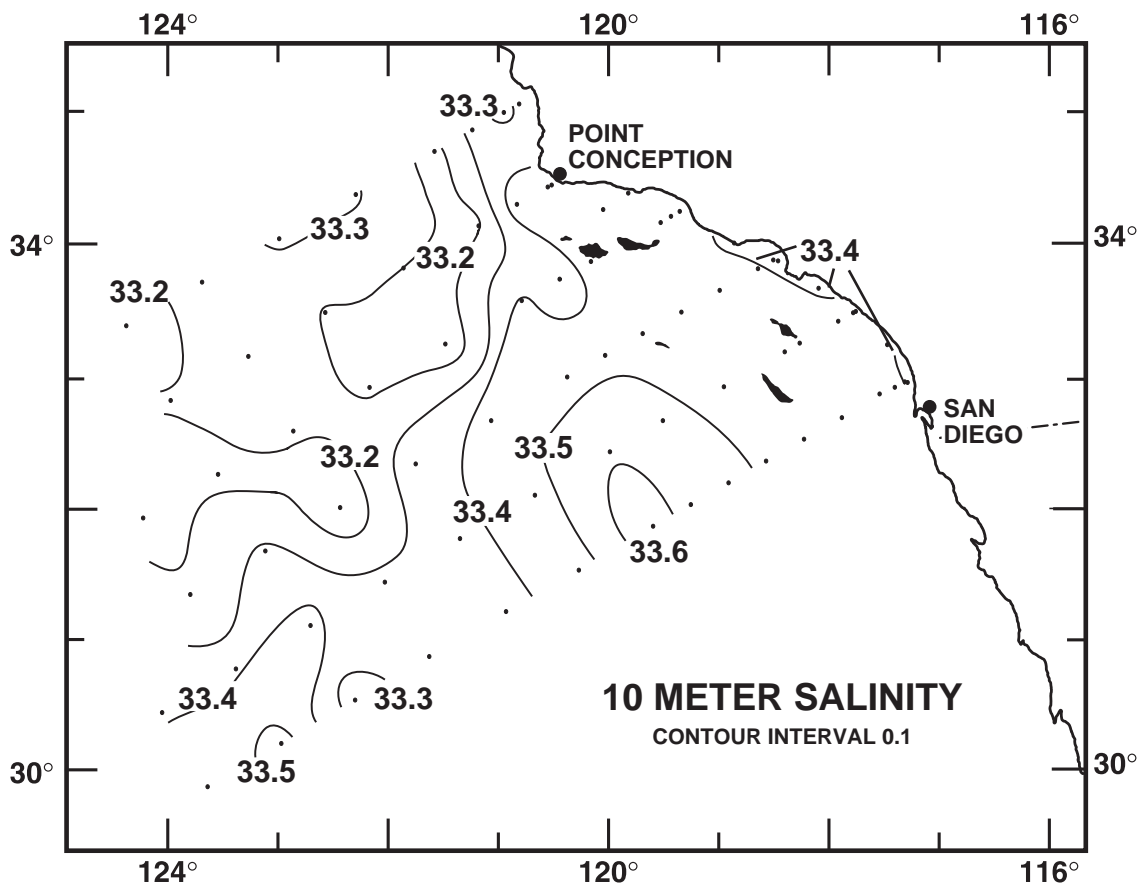 124° 120° 116°
33.3
POINT
CONCEPTION
33.3
34° 33.2 33.4 34°
33.2
SAN
DIEGO
33.5
33.2
33.4
33.6
33.4 33.3
10 METER SALINITY
CONTOUR INTERVAL 0.1
33.5
30° 30°
124° 120° 116°